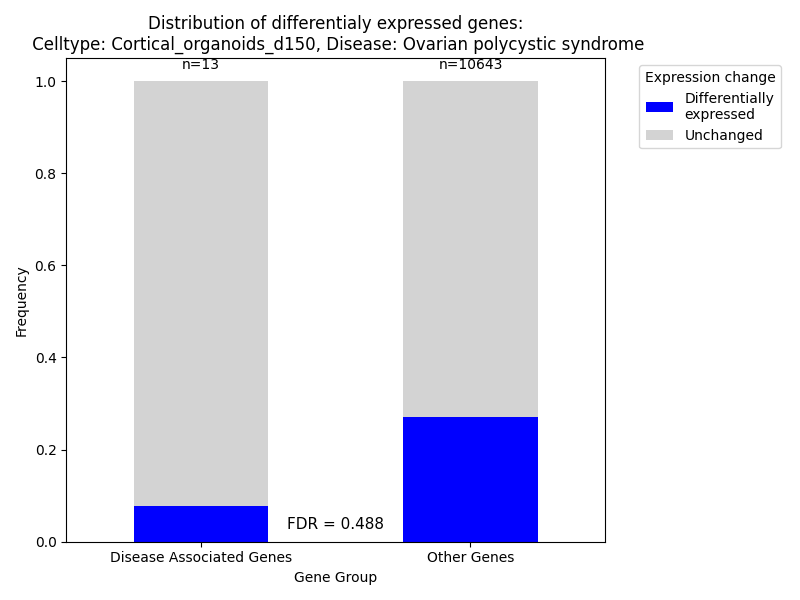 Distribution of differentialy expressed genes:
Celltype: Cortical_organoids_d150, Disease: Ovarian polycystic syndrome
n=13
n=10643
Expression change
Differentially
expressed
Unchanged
1.0
0.8
0.6
0.4
0.2
0.0
Frequency
FDR = 0.488
Disease Associated Genes
Other Genes
Gene Group